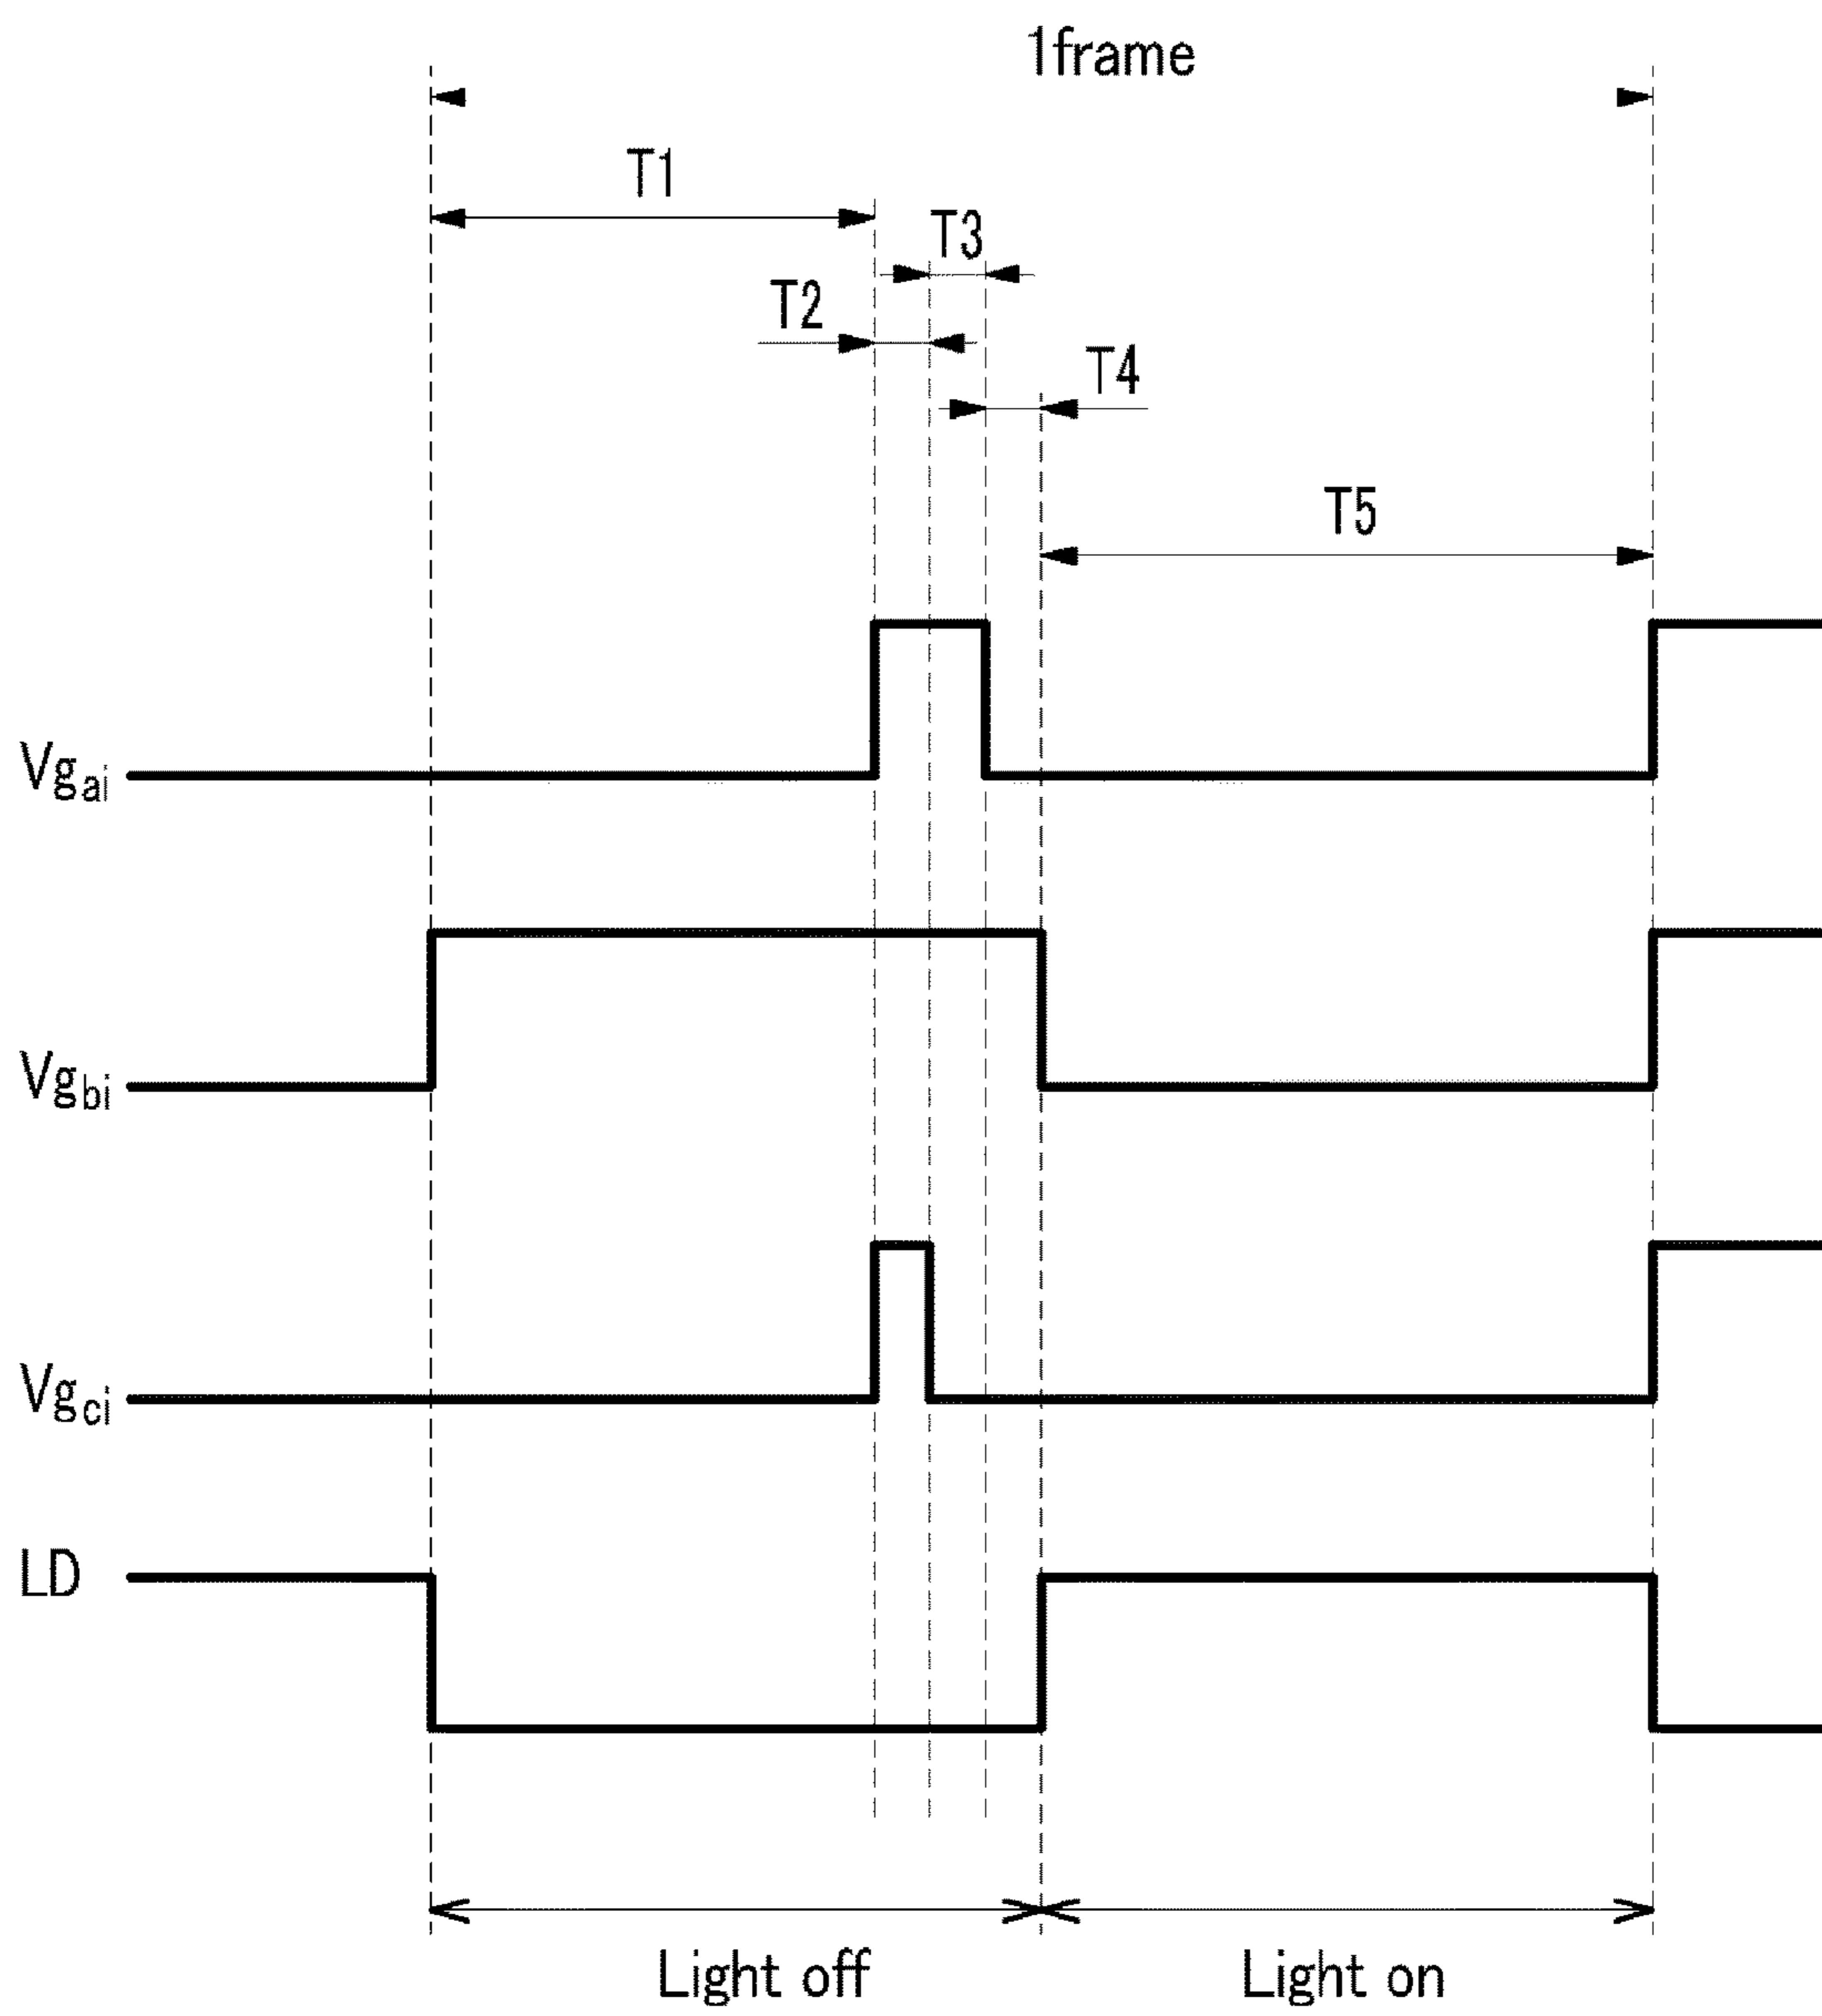 1frame
T1
T3
T2
T4
T5
Vgai
Vgbi
Vgci
LD
Light off
Light on